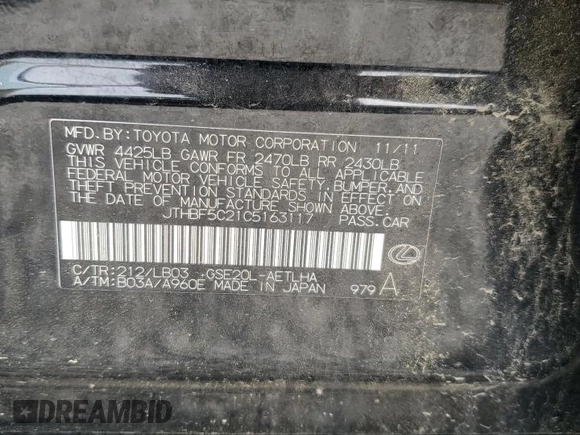 MFD.BY:TOYOTA MOTOR CORPORATION 11/11
GVWR 4425LB GAWR FR 2470LB RR 2430LB
THIS VEHICLE CONFORMS TO ALL APPLICABLE
FEDERAL MOTOR VEHICLE SAFETY, BUMPER, AND
THEFT PREVENTION STANDARDS IN EFFECT ON
THE DATE OF MANUFACTURE SHOWN ABOVE.
JTHBF5C21C5163117 PASS.CAR
C/TR:212/LB03 GSE20L-AETLHA
A/TM:B03A/A960E MADE IN JAPAN 979 A
DREAMBID